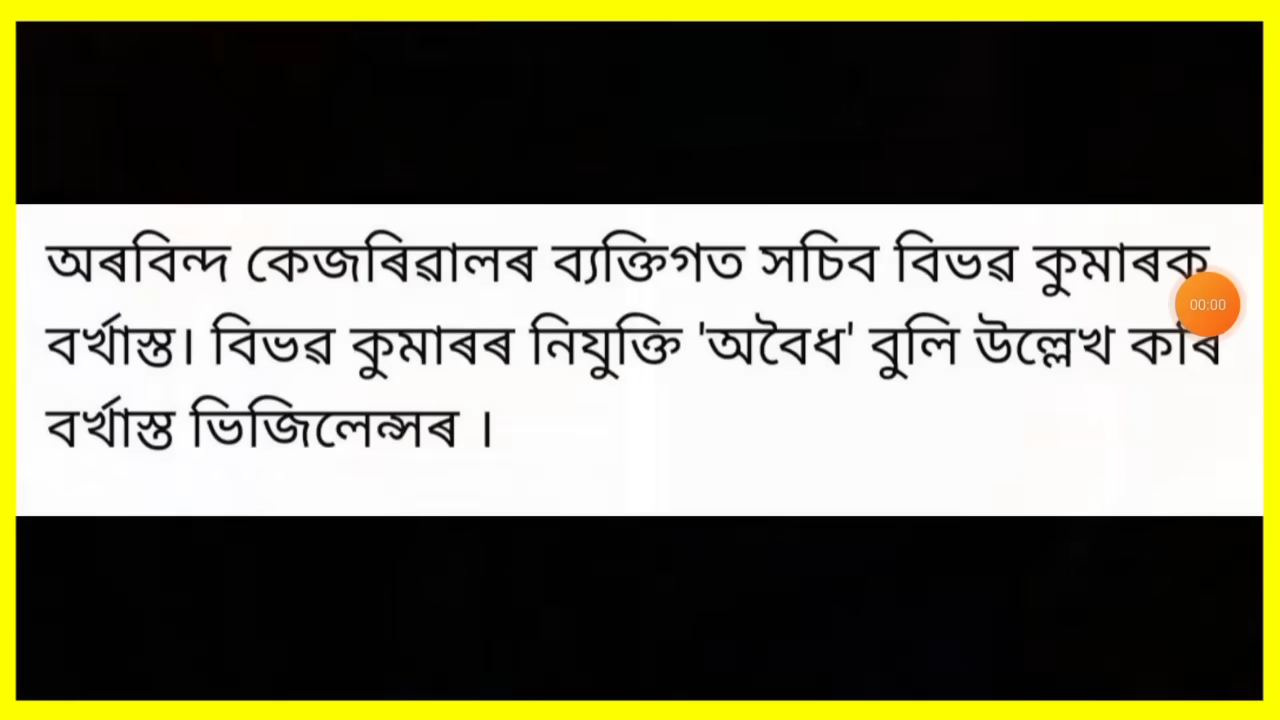 অৰবিন্দ কেজৰিৱালৰ ব্যক্তিগত সচিব বিভৱ কুমাৰক
বৰ্খাস্ত। বিভৱ কুমাৰৰ নিযুক্তি 'অবৈধ' বুলি উল্লেখ কৰি
বৰ্খাস্ত ভিজিলেন্সৰ ।
00:00